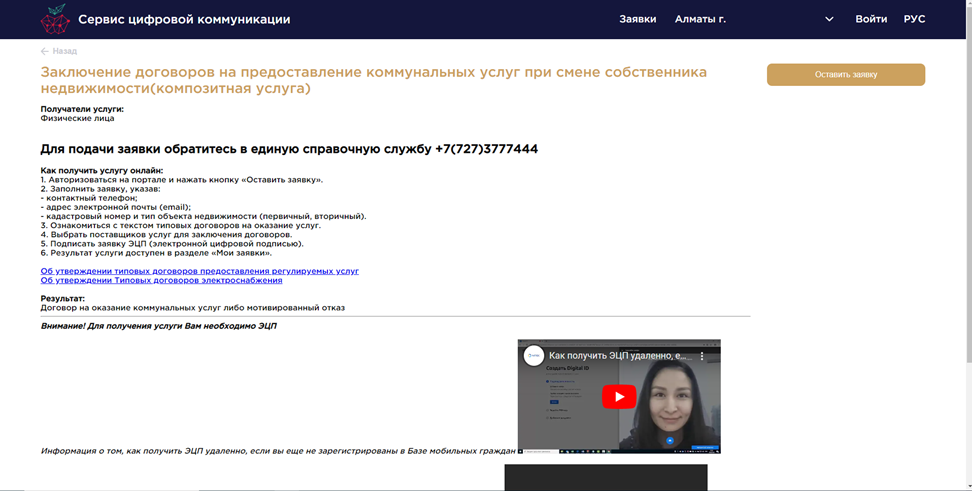 Сервис цифровой коммуникации
Заявки
Алматы г.
Войти
РУС
Назад
Заключение договоров на предоставление коммунальных услуг при смене собственника
недвижимости(композитная услуга)
Оставить заявку
Получатели услуги:
Физические лица
Для подачи заявки обратитесь в единую справочную службу +7(727)3777444
Как получить услугу онлайн:
1. Авторизоваться на портале и нажать кнопку «Оставить заявку».
2. Заполнить заявку, указав:
- контактный телефон;
- адрес электронной почты (email);
- кадастровый номер и тип объекта недвижимости (первичный, вторичный).
3. Ознакомиться с текстом типовых договоров на оказание услуг.
4. Выбрать поставщиков услуг для заключения договоров.
5. Подписать заявку ЭЦП (электронной цифровой подписью).
6. Результат услуги доступен в разделе «Мои заявки».
Об утверждении типовых договоров предоставления регулируемых услуг
Об утверждении Типовых договоров электроснабжения
Результат:
Договор на оказание коммунальных услуг либо мотивированный отказ
Внимание! Для получения услуги Вам необходимо ЭЦП
Как получить ЭЦП удаленно, е...
Создать Digital ID
Информация о том, как получить ЭЦП удаленно, если вы еще не зарегистрированы в Базе мобильных граждан